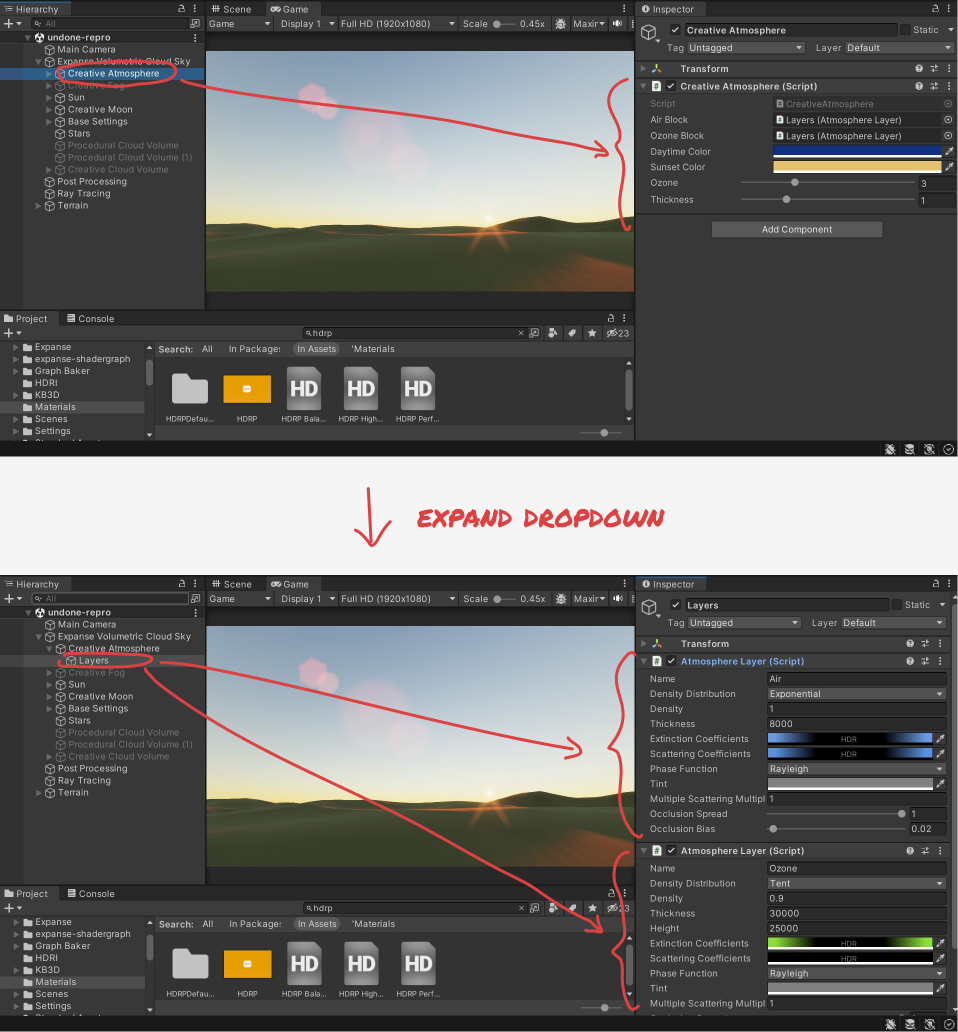 Hierarchy
All
undone-repro
Main Camera
Expanse Volumetric Cloud Sky
Creative Atmosphere
Creative Fog
Sun
Creative Moon
Base Settings
Stars
Procedural Cloud Volume
Procedural Cloud Volume (1)
Creative Cloud Volume
Post Processing
Ray Tracing
Terrain
Scene Game
Game Display 1 Full HD (1920x1080) Scale 0.45x Maxir
Inspector
Creative Atmosphere Static
Tag Untagged Layer Default
Transform
Creative Atmosphere (Script)
Script CreativeAtmosphere
Air Block Layers (Atmosphere Layer)
Ozone Block Layers (Atmosphere Layer)
Daytime Color
Sunset Color
Ozone 3
Thickness 1
Add Component
Project Console
hdrp 23
Expanse
expanse-shadergraph
Graph Baker
HDRI
KB3D
Materials
Scenes
Settings
Search: All In Packages In Assets 'Materials
HDRPDefau... HDRP HDRP Bala... HDRP High... HDRP Perf...
HD HD HD
EXPAND DROPDOWN
Hierarchy
All
undone-repro
Main Camera
Expanse Volumetric Cloud Sky
Creative Atmosphere
Layers
Creative Fog
Sun
Creative Moon
Base Settings
Stars
Procedural Cloud Volume
Procedural Cloud Volume (1)
Creative Cloud Volume
Post Processing
Ray Tracing
Terrain
Scene Game
Game Display 1 Full HD (1920x1080) Scale 0.45x Maxir
Inspector
Layers Static
Tag Untagged Layer Default
Transform
Atmosphere Layer (Script)
Name Air
Density Distribution Exponential
Density 1
Thickness 8000
Extinction Coefficients HDR
Scattering Coefficients HDR
Phase Function Rayleigh
Tint
Multiple Scattering Multipl 1
Occlusion Spread 1
Occlusion Bias 0.02
Atmosphere Layer (Script)
Name Ozone
Density Distribution Tent
Density 0.9
Thickness 30000
Height 25000
Extinction Coefficients HDR
Scattering Coefficients HDR
Phase Function Rayleigh
Tint
Multiple Scattering Multipl 1
Project Console
hdrp 23
Expanse
expanse-shadergraph
Graph Baker
HDRI
KB3D
Materials
Scenes
Settings
Search: All In Packages In Assets 'Materials
HD HD HD
HDRPDefau... HDRP HDRP Bala... HDRP High... HDRP Perf...